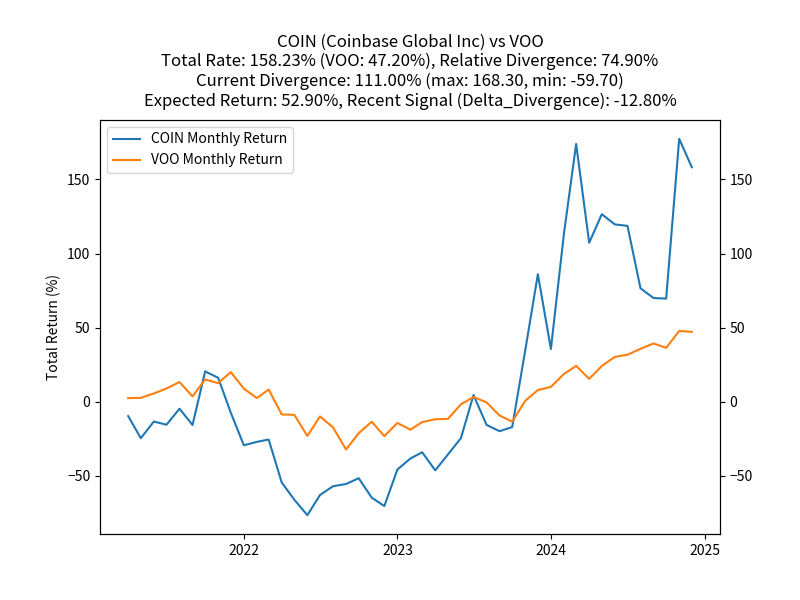 COIN (Coinbase Global Inc) vs VOO
Total Rate: 158.23% (VOO: 47.20%), Relative Divergence: 74.90%
Current Divergence: 111.00% (max: 168.30, min: -59.70)
Expected Return: 52.90%, Recent Signal (Delta_Divergence): -12.80%
COIN Monthly Return
VOO Monthly Return
Total Return (%)
150
100
50
0
−50
150
100
50
0
−50
2022
2023
2024
2025